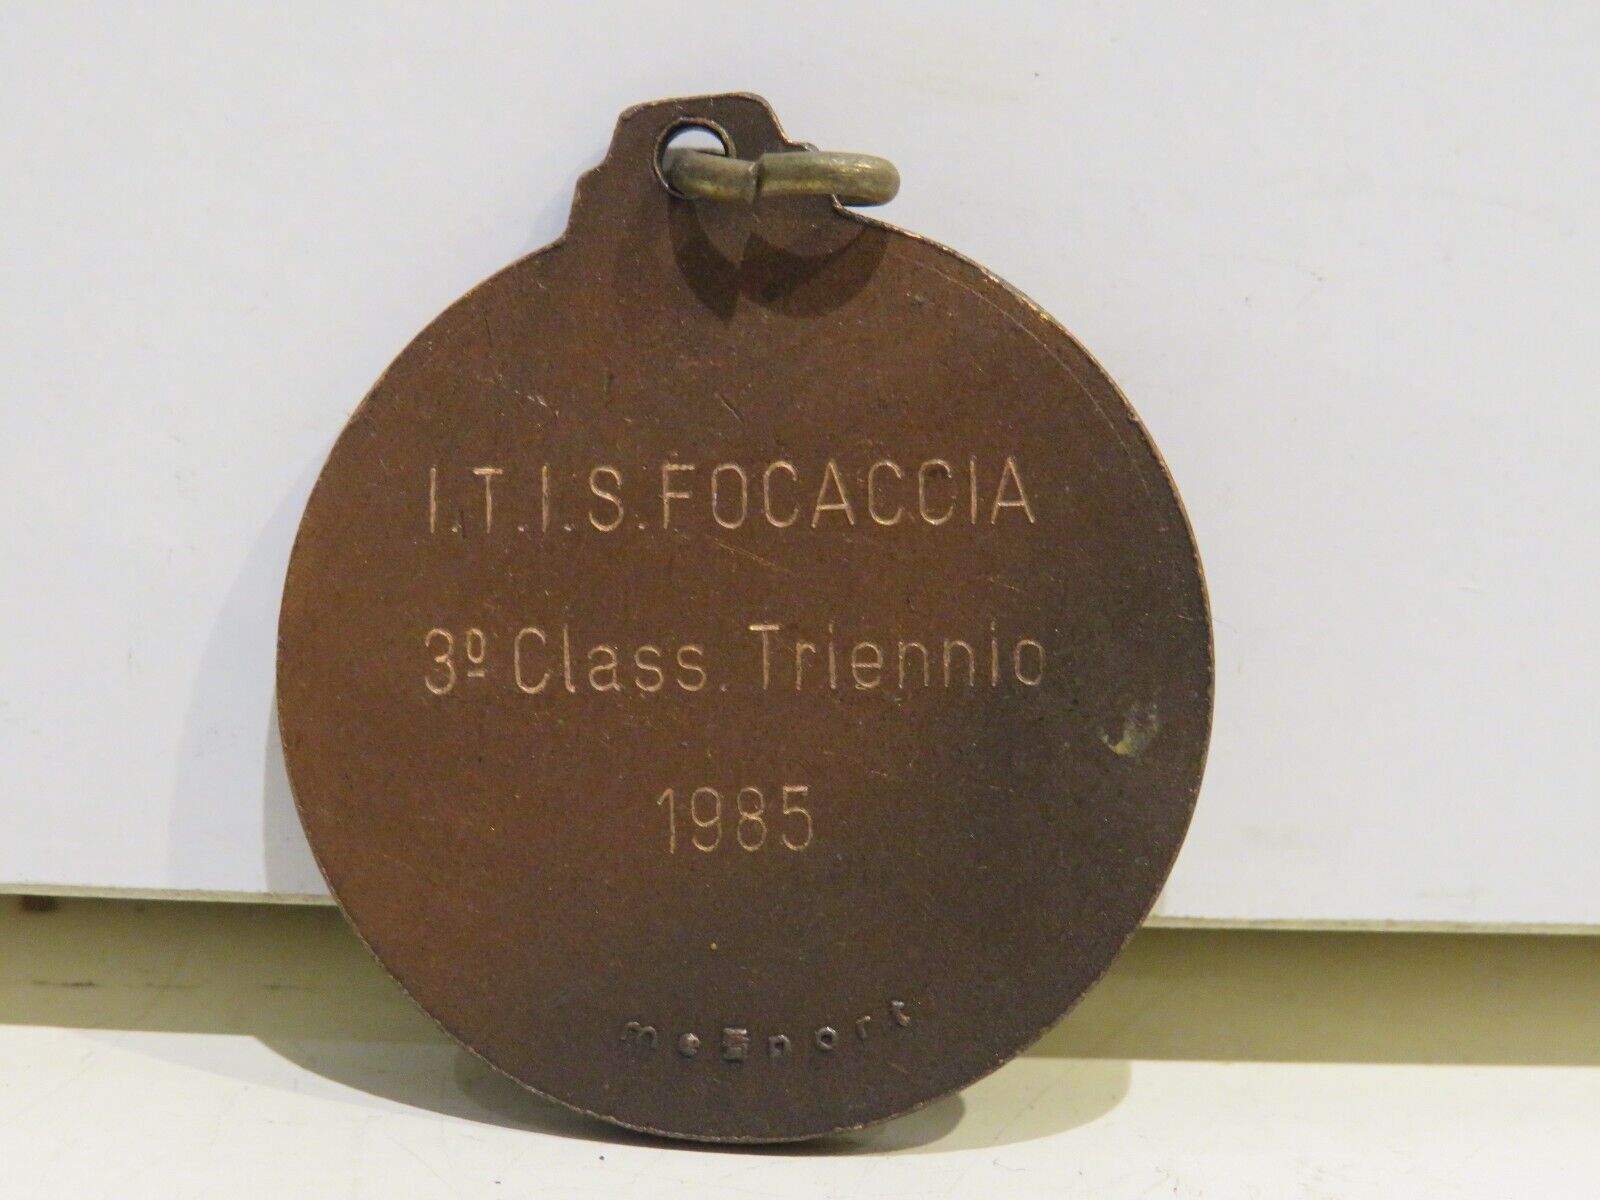 I.T.I.S. FOCACCIA
3º Class. Triennio
1985